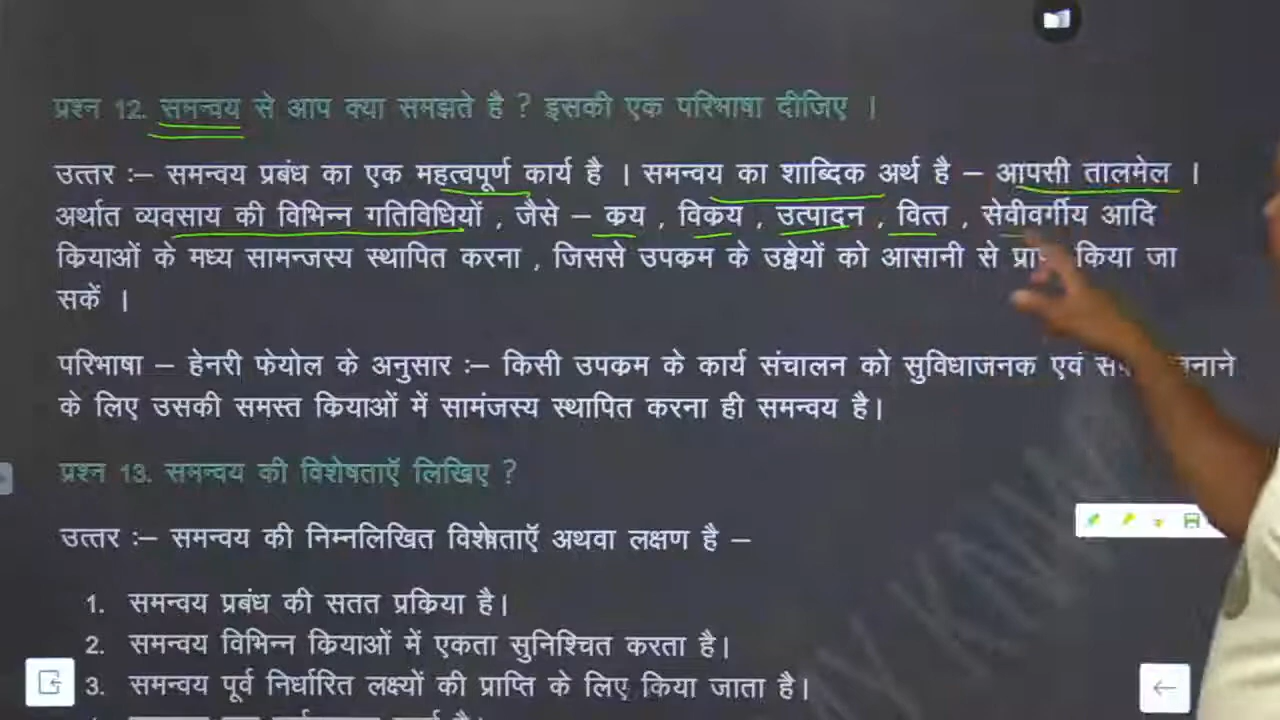 प्रश्न 12. समन्वय से आप क्या समझते है ? इसकी एक परिभाषा दीजिए ।
उत्तर :– समन्वय प्रबंध का एक महत्वपूर्ण कार्य है । समन्वय का शाब्दिक अर्थ है – आपसी तालमेल ।
अर्थात व्यवसाय की विभिन्न गतिविधियों , जैसे – क्रय , विक्रय , उत्पादन , वित्त , सेवीवर्गीय आदि
क्रियाओं के मध्य सामन्जस्य स्थापित करना , जिससे उपक्रम के उद्देश्यों को आसानी से किया जा
सकें ।
परिभाषा – हेनरी फेयोल के अनुसार :– किसी उपक्रम के कार्य संचालन को सुविधाजनक एवं
के लिए उसकी समस्त क्रियाओं में सामंजस्य स्थापित करना ही समन्वय है।
प्रश्न 13. समन्वय की विशेषताऍ लिखिए ?
उत्तर :– समन्वय की निम्नलिखित विशेषताऍ अथवा लक्षण है –
1. समन्वय प्रबंध की सतत प्रक्रिया है।
2. समन्वय विभिन्न क्रियाओं में एकता सुनिश्चित करता है।
3. समन्वय पूर्व निर्धारित लक्ष्यों की प्राप्ति के लिए किया जाता है।